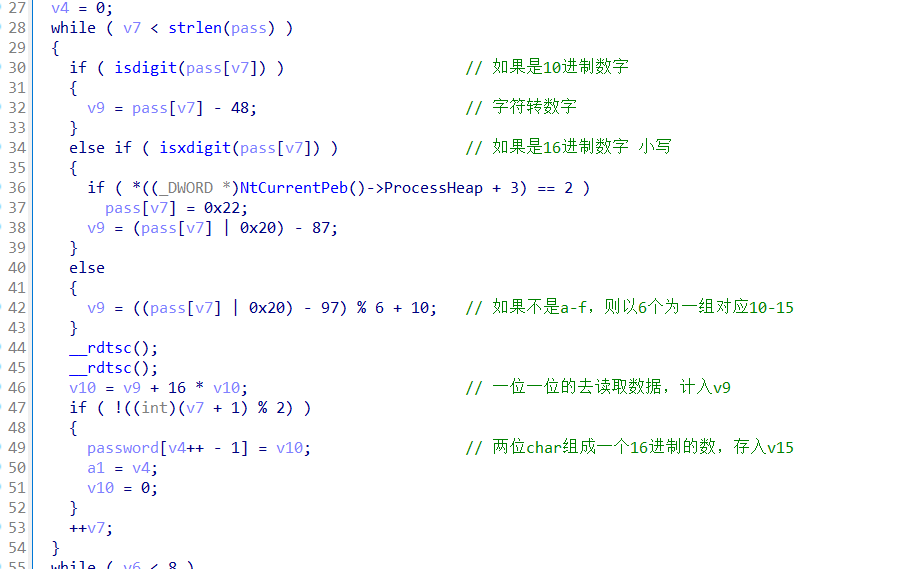 27 v4 = 0;
28 while ( v7 < strlen(pass) )
29 {
30 if ( isdigit(pass[v7]) ) // 如果是10进制数字
31 {
32 v9 = pass[v7] - 48; // 字符转数字
33 }
34 else if ( isxdigit(pass[v7]) ) // 如果是16进制数字 小写
35 {
36 if ( *((_DWORD *)NtCurrentPeb()->ProcessHeap + 3) == 2 )
37 pass[v7] = 0x22;
38 v9 = (pass[v7] | 0x20) - 87;
39 }
40 else
41 {
42 v9 = ((pass[v7] | 0x20) - 97) % 6 + 10; // 如果不是a-f，则以6个为一组对应10-15
43 }
44 __rdtsc();
45 __rdtsc();
46 v10 = v9 + 16 * v10; // 一位一位的去读取数据，计入v9
47 if ( !((int)(v7 + 1) % 2) )
48 {
49 password[v4++ - 1] = v10; // 两位char组成一个16进制的数，存入v15
50 a1 = v4;
51 v10 = 0;
52 }
53 ++v7;
54 }
55 while ( v6 < 8 )